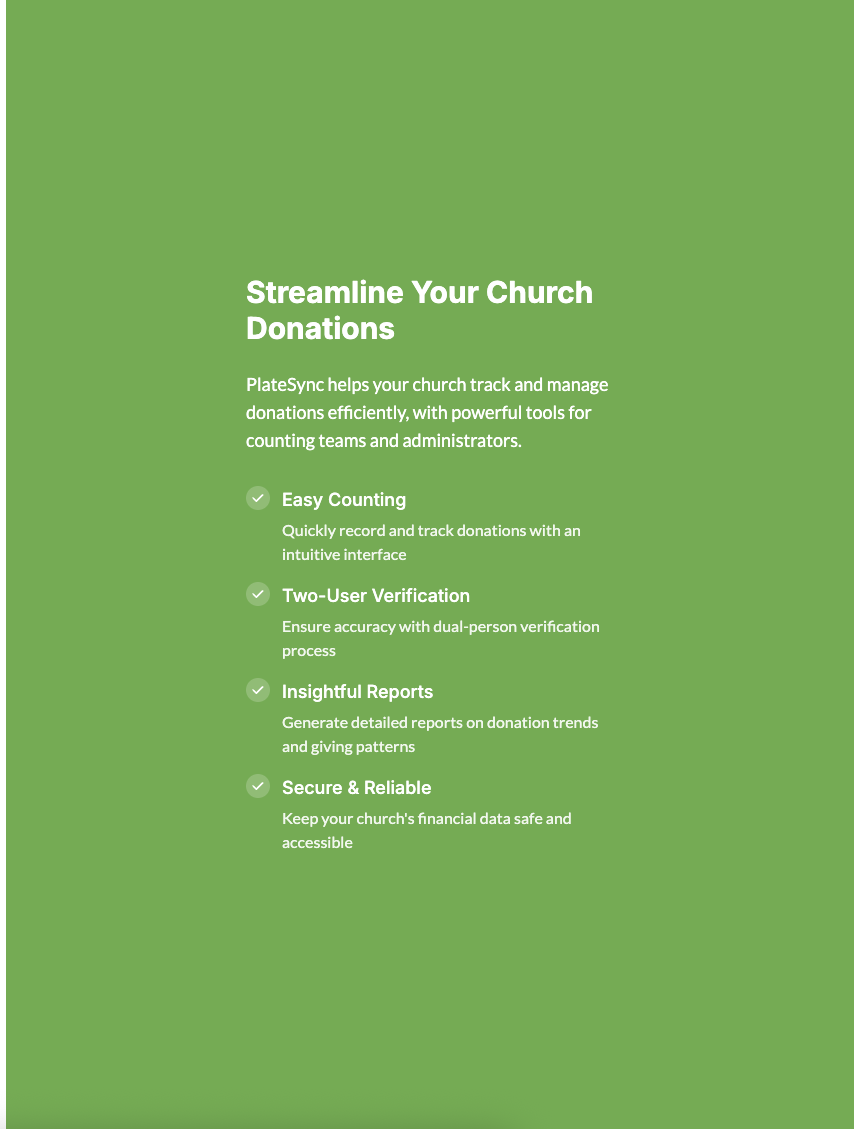 Streamline Your Church
Donations
PlateSync helps your church track and manage
donations efficiently, with powerful tools for
counting teams and administrators.
Easy Counting
Quickly record and track donations with an
intuitive interface
Two-User Verification
Ensure accuracy with dual-person verification
process
Insightful Reports
Generate detailed reports on donation trends
and giving patterns
Secure & Reliable
Keep your church's financial data safe and
accessible